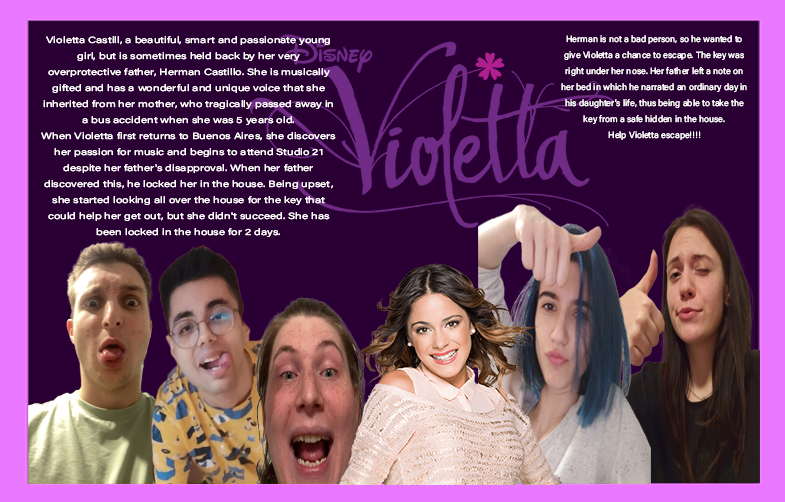 Violetta Castill, a beautiful, smart and passionate young
girl, but is sometimes held back by her very
overprotective father, Herman Castillo. She is musically
gifted and has a wonderful and unique voice that she
inherited from her mother, who tragically passed away in
a bus accident when she was 5 years old.
When Violetta first returns to Buenos Aires, she discovers
her passion for music and begins to attend Studio 21
despite her father's disapproval. When her father
discovered this, he locked her in the house. Being upset,
she started looking all over the house for the key that
could help her get out, but she didn't succeed. She has
been locked in the house for 2 days.
Disney
Violetta
Herman is not a bad person, so he wanted to
give Violetta a chance to escape. The key was
right under her nose. Her father left a note on
her bed in which he narrated an ordinary day in
his daughter's life, thus being able to take the
key from a safe hidden in the house.
Help Violetta escape!!!!